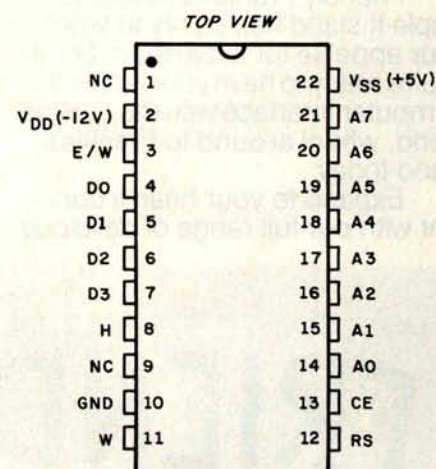 TOP VIEW
NC 1 22 VSS (+5V)
VDD (-12V) 2 21 A7
E/W 3 20 A6
D0 4 19 A5
D1 5 18 A4
D2 6 17 A3
D3 7 16 A2
H 8 15 A1
NC 9 14 A0
GND 10 13 CE
W 11 12 RS